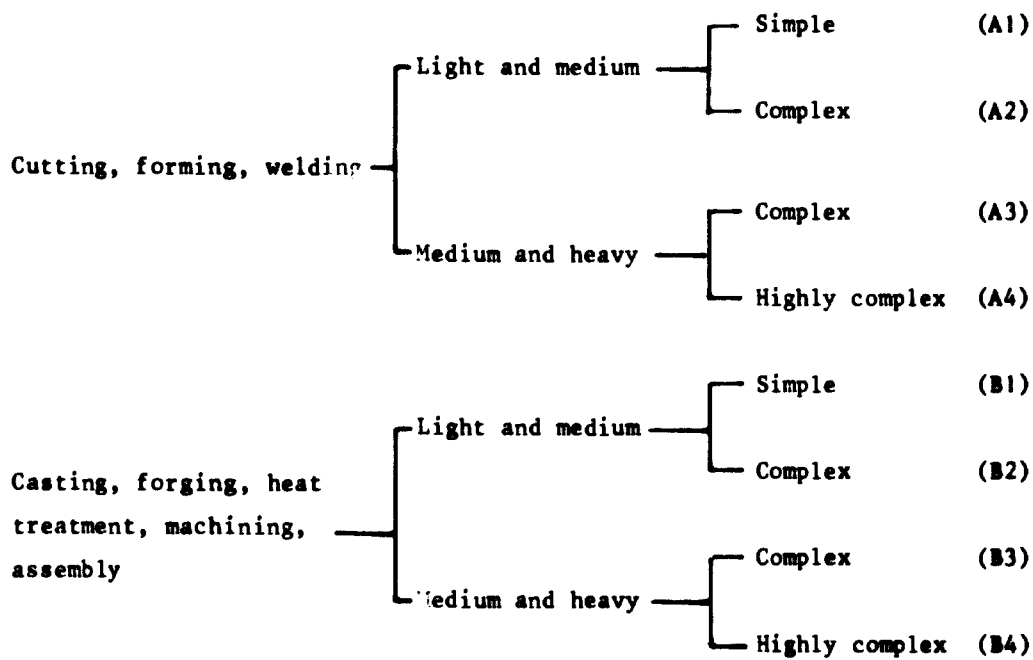 Simple (A1)
Light and medium
Complex (A2)
Cutting, forming, welding
Complex (A3)
Medium and heavy
Highly complex (A4)
Simple (B1)
Light and medium
Complex (B2)
Casting, forging, heat
treatment, machining,
assembly
Complex (B3)
Medium and heavy
Highly complex (B4)